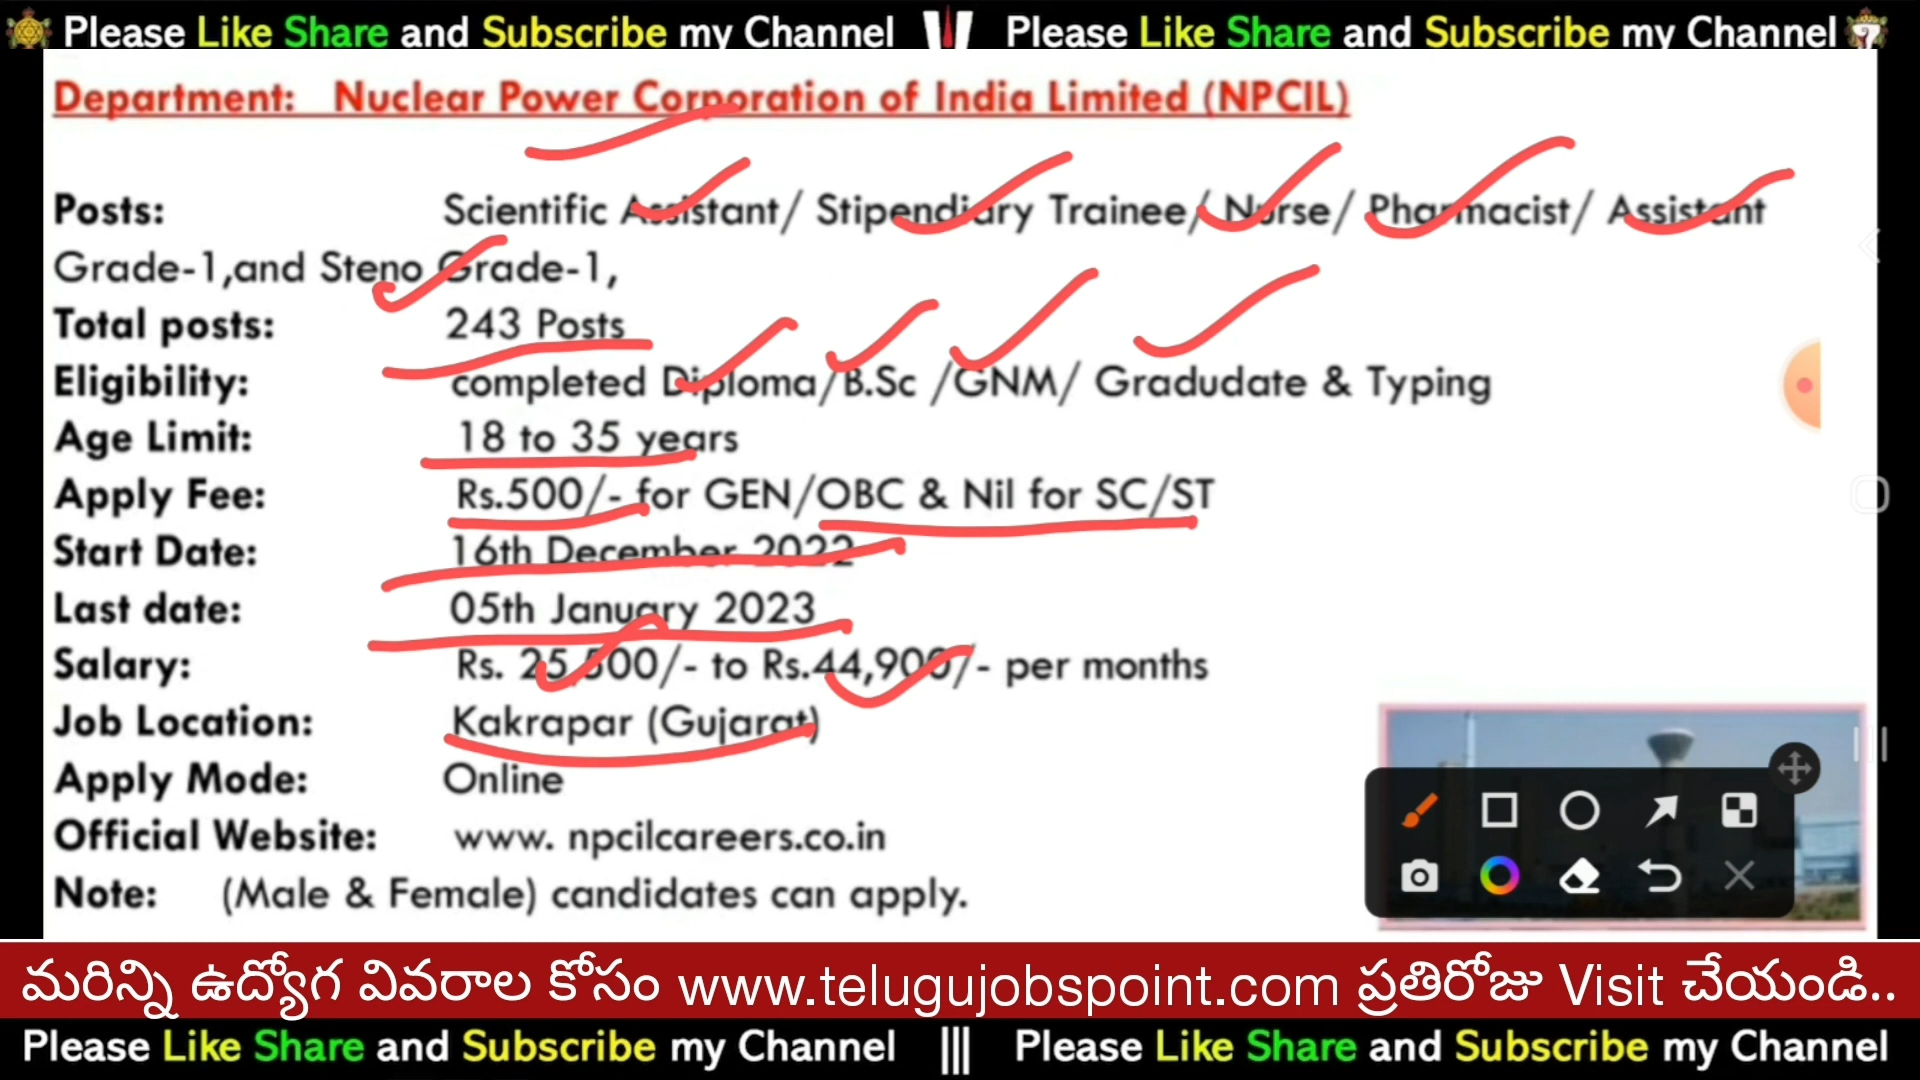 Please Like Share and Subscribe my Channel Please Like Share and Subscribe my Channel
Department: Nuclear Power Corporation of India Limited (NPCIL)
Posts: Scientific Assistant/ Stipendiary Trainee/ Nurse/ Pharmacist/ Assistant
Grade-1,and Steno Grade-1,
Total posts: 243 Posts
Eligibility: completed Diploma/B.Sc /GNM/ Gradudate & Typing
Age Limit: 18 to 35 years
Apply Fee: Rs.500/- for GEN/OBC & Nil for SC/ST
Start Date: 16th December 2022
Last date: 05th January 2023
Salary: Rs. 25,500/- to Rs.44,900/- per months
Job Location: Kakrapar (Gujarat)
Apply Mode: Online
Official Website: www. npcilcareers.co.in
Note: (Male & Female) candidates can apply.
మరిన్ని ఉద్యోగ వివరాల కోసం www.telugujobspoint.com ప్రతిరోజు Visit చేయండి..
Please Like Share and Subscribe my Channel ||| Please Like Share and Subscribe my Channel